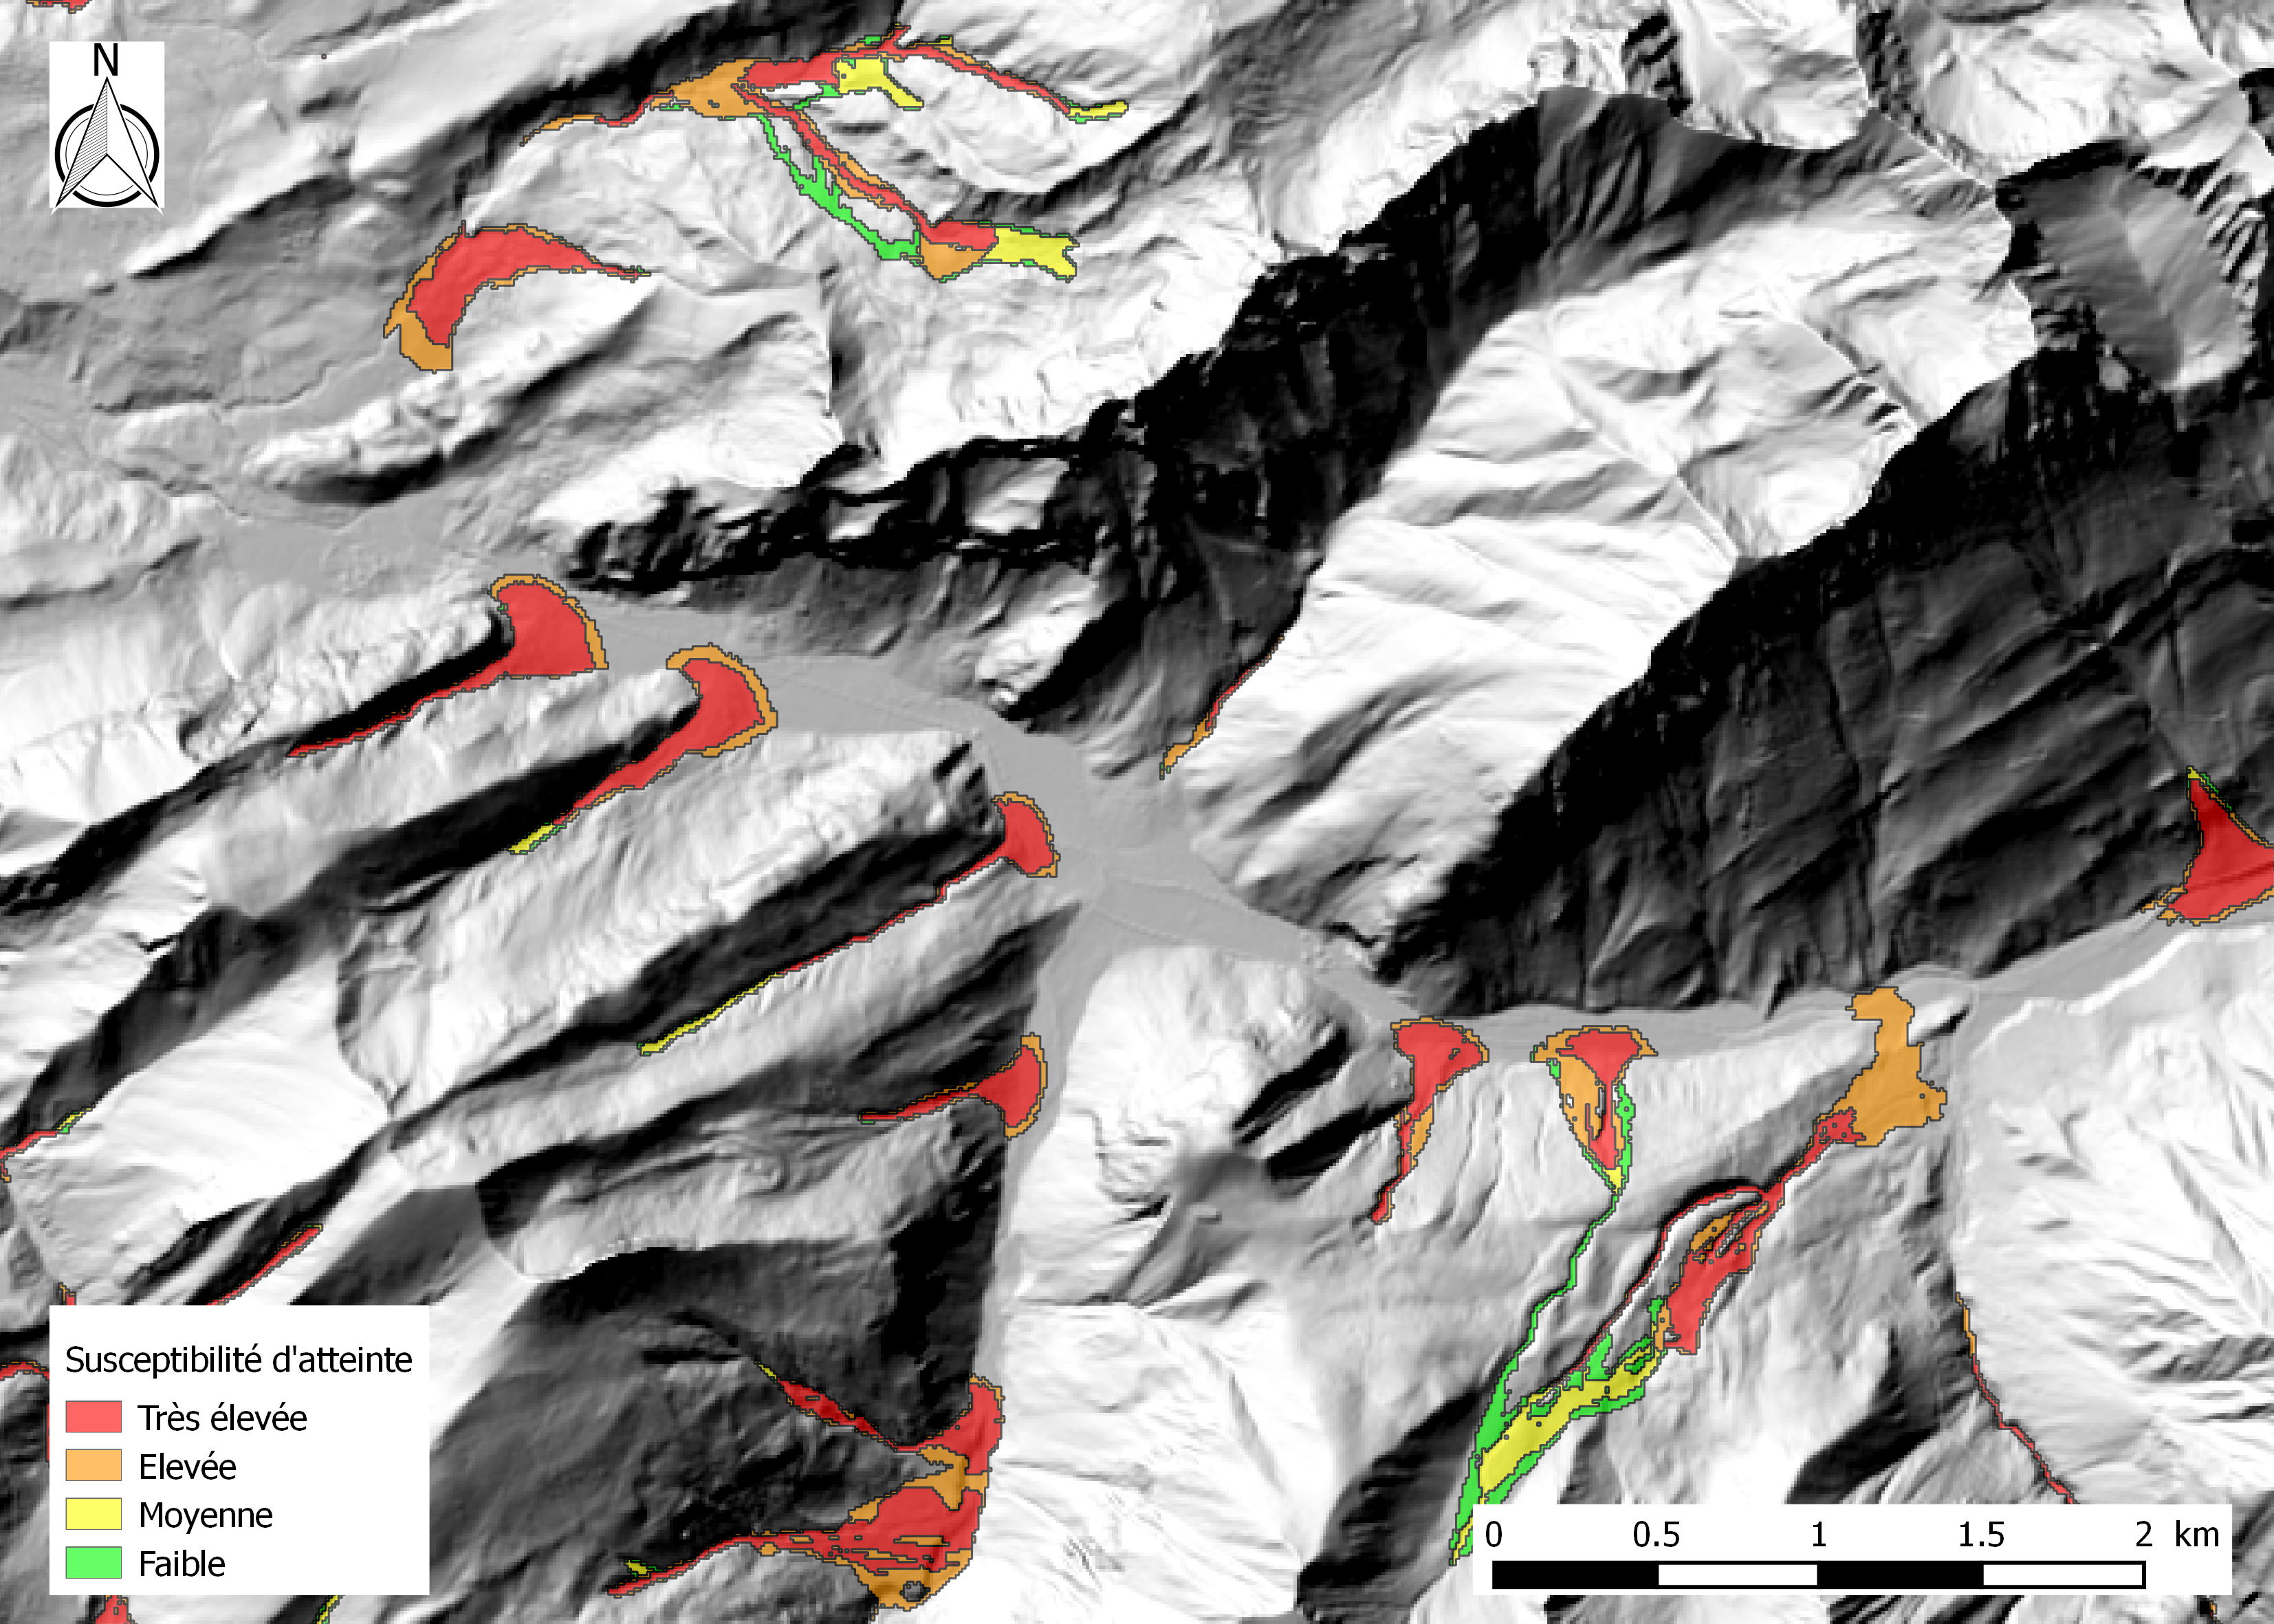 N
Susceptibilité d'atteinte
Très élevée
Elevée
Moyenne
Faible
0 0.5 1 1.5 2 km